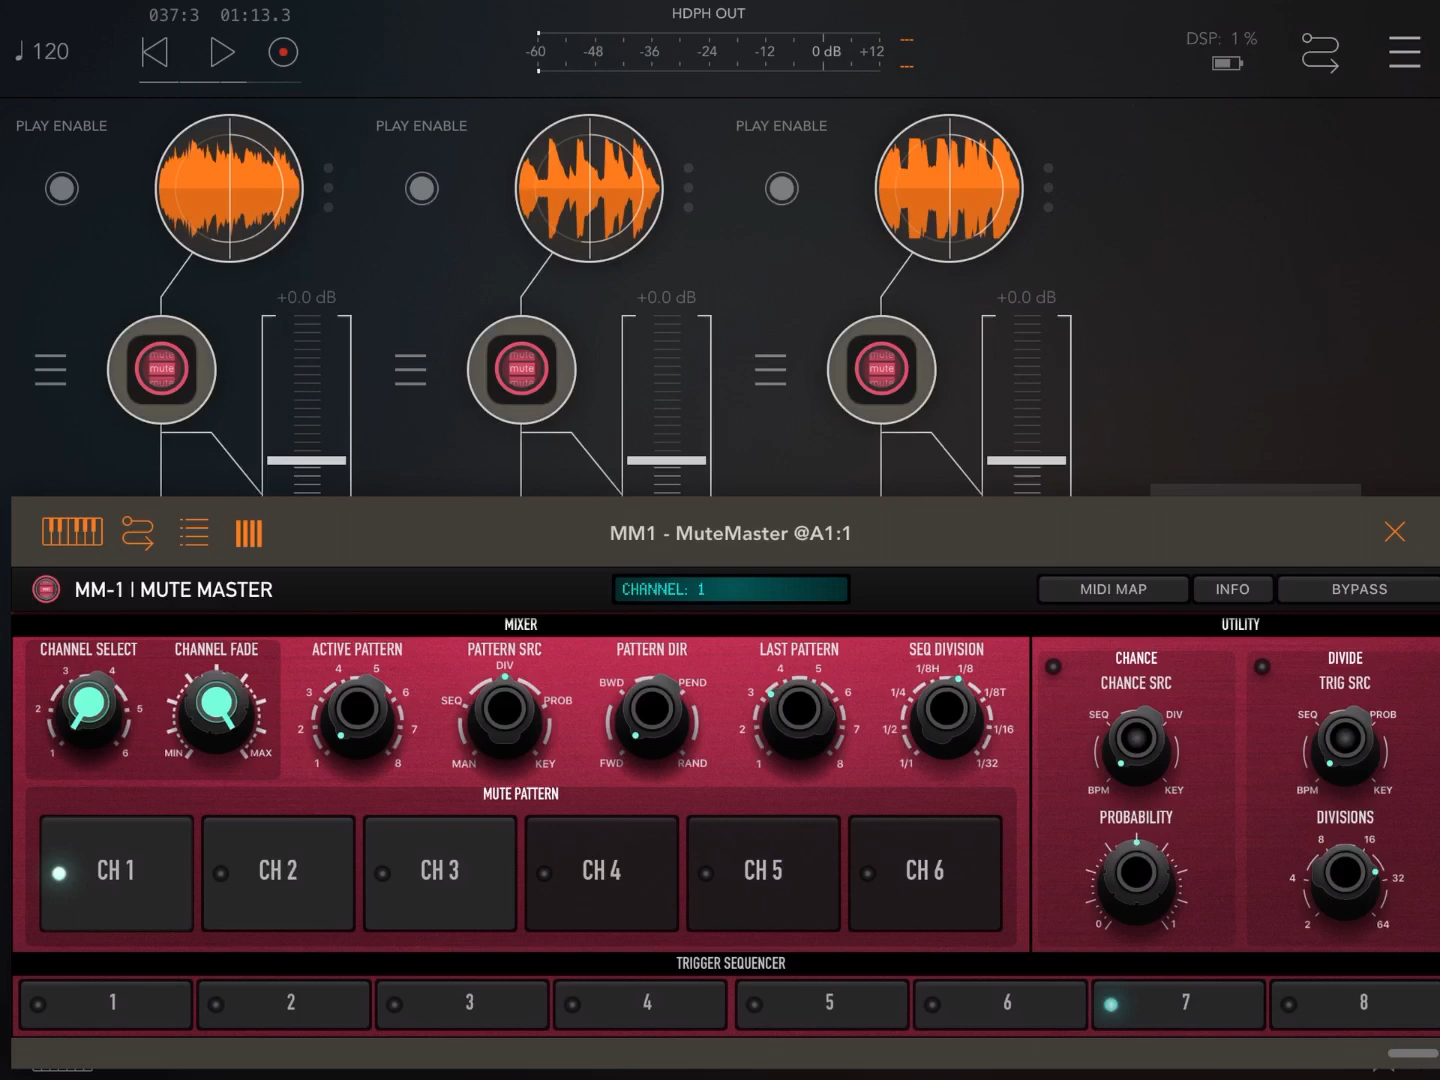 037:3 01:13.3
120
HDPH OUT
-60 -48 -36 -24 -12 0 dB +12
DSP: 1 %
PLAY ENABLE PLAY ENABLE PLAY ENABLE
+0.0 dB +0.0 dB +0.0 dB
mute mute mute
mute mute mute
mute mute mute
MM1 - MuteMaster @A1:1
MM-1 | MUTE MASTER
CHANNEL: 1
MIDI MAP INFO BYPASS
MIXER
UTILITY
CHANNEL SELECT
1 2 3 4 5 6
CHANNEL FADE
MIN MAX
ACTIVE PATTERN
1 2 3 4 5 6 7 8
PATTERN SRC
MAN SEQ DIV PROB KEY
PATTERN DIR
FWD BWD PEND RAND
LAST PATTERN
1 2 3 4 5 6 7 8
SEQ DIVISION
1/1 1/2 1/4 1/8H 1/8 1/8T 1/16 1/32
CHANCE
CHANCE SRC
BPM SEQ DIV KEY
PROBABILITY
0 1
DIVIDE
TRIG SRC
BPM SEQ PROB KEY
DIVISIONS
2 4 8 16 32 64
MUTE PATTERN
CH 1 CH 2 CH 3 CH 4 CH 5 CH 6
TRIGGER SEQUENCER
1 2 3 4 5 6 7 8